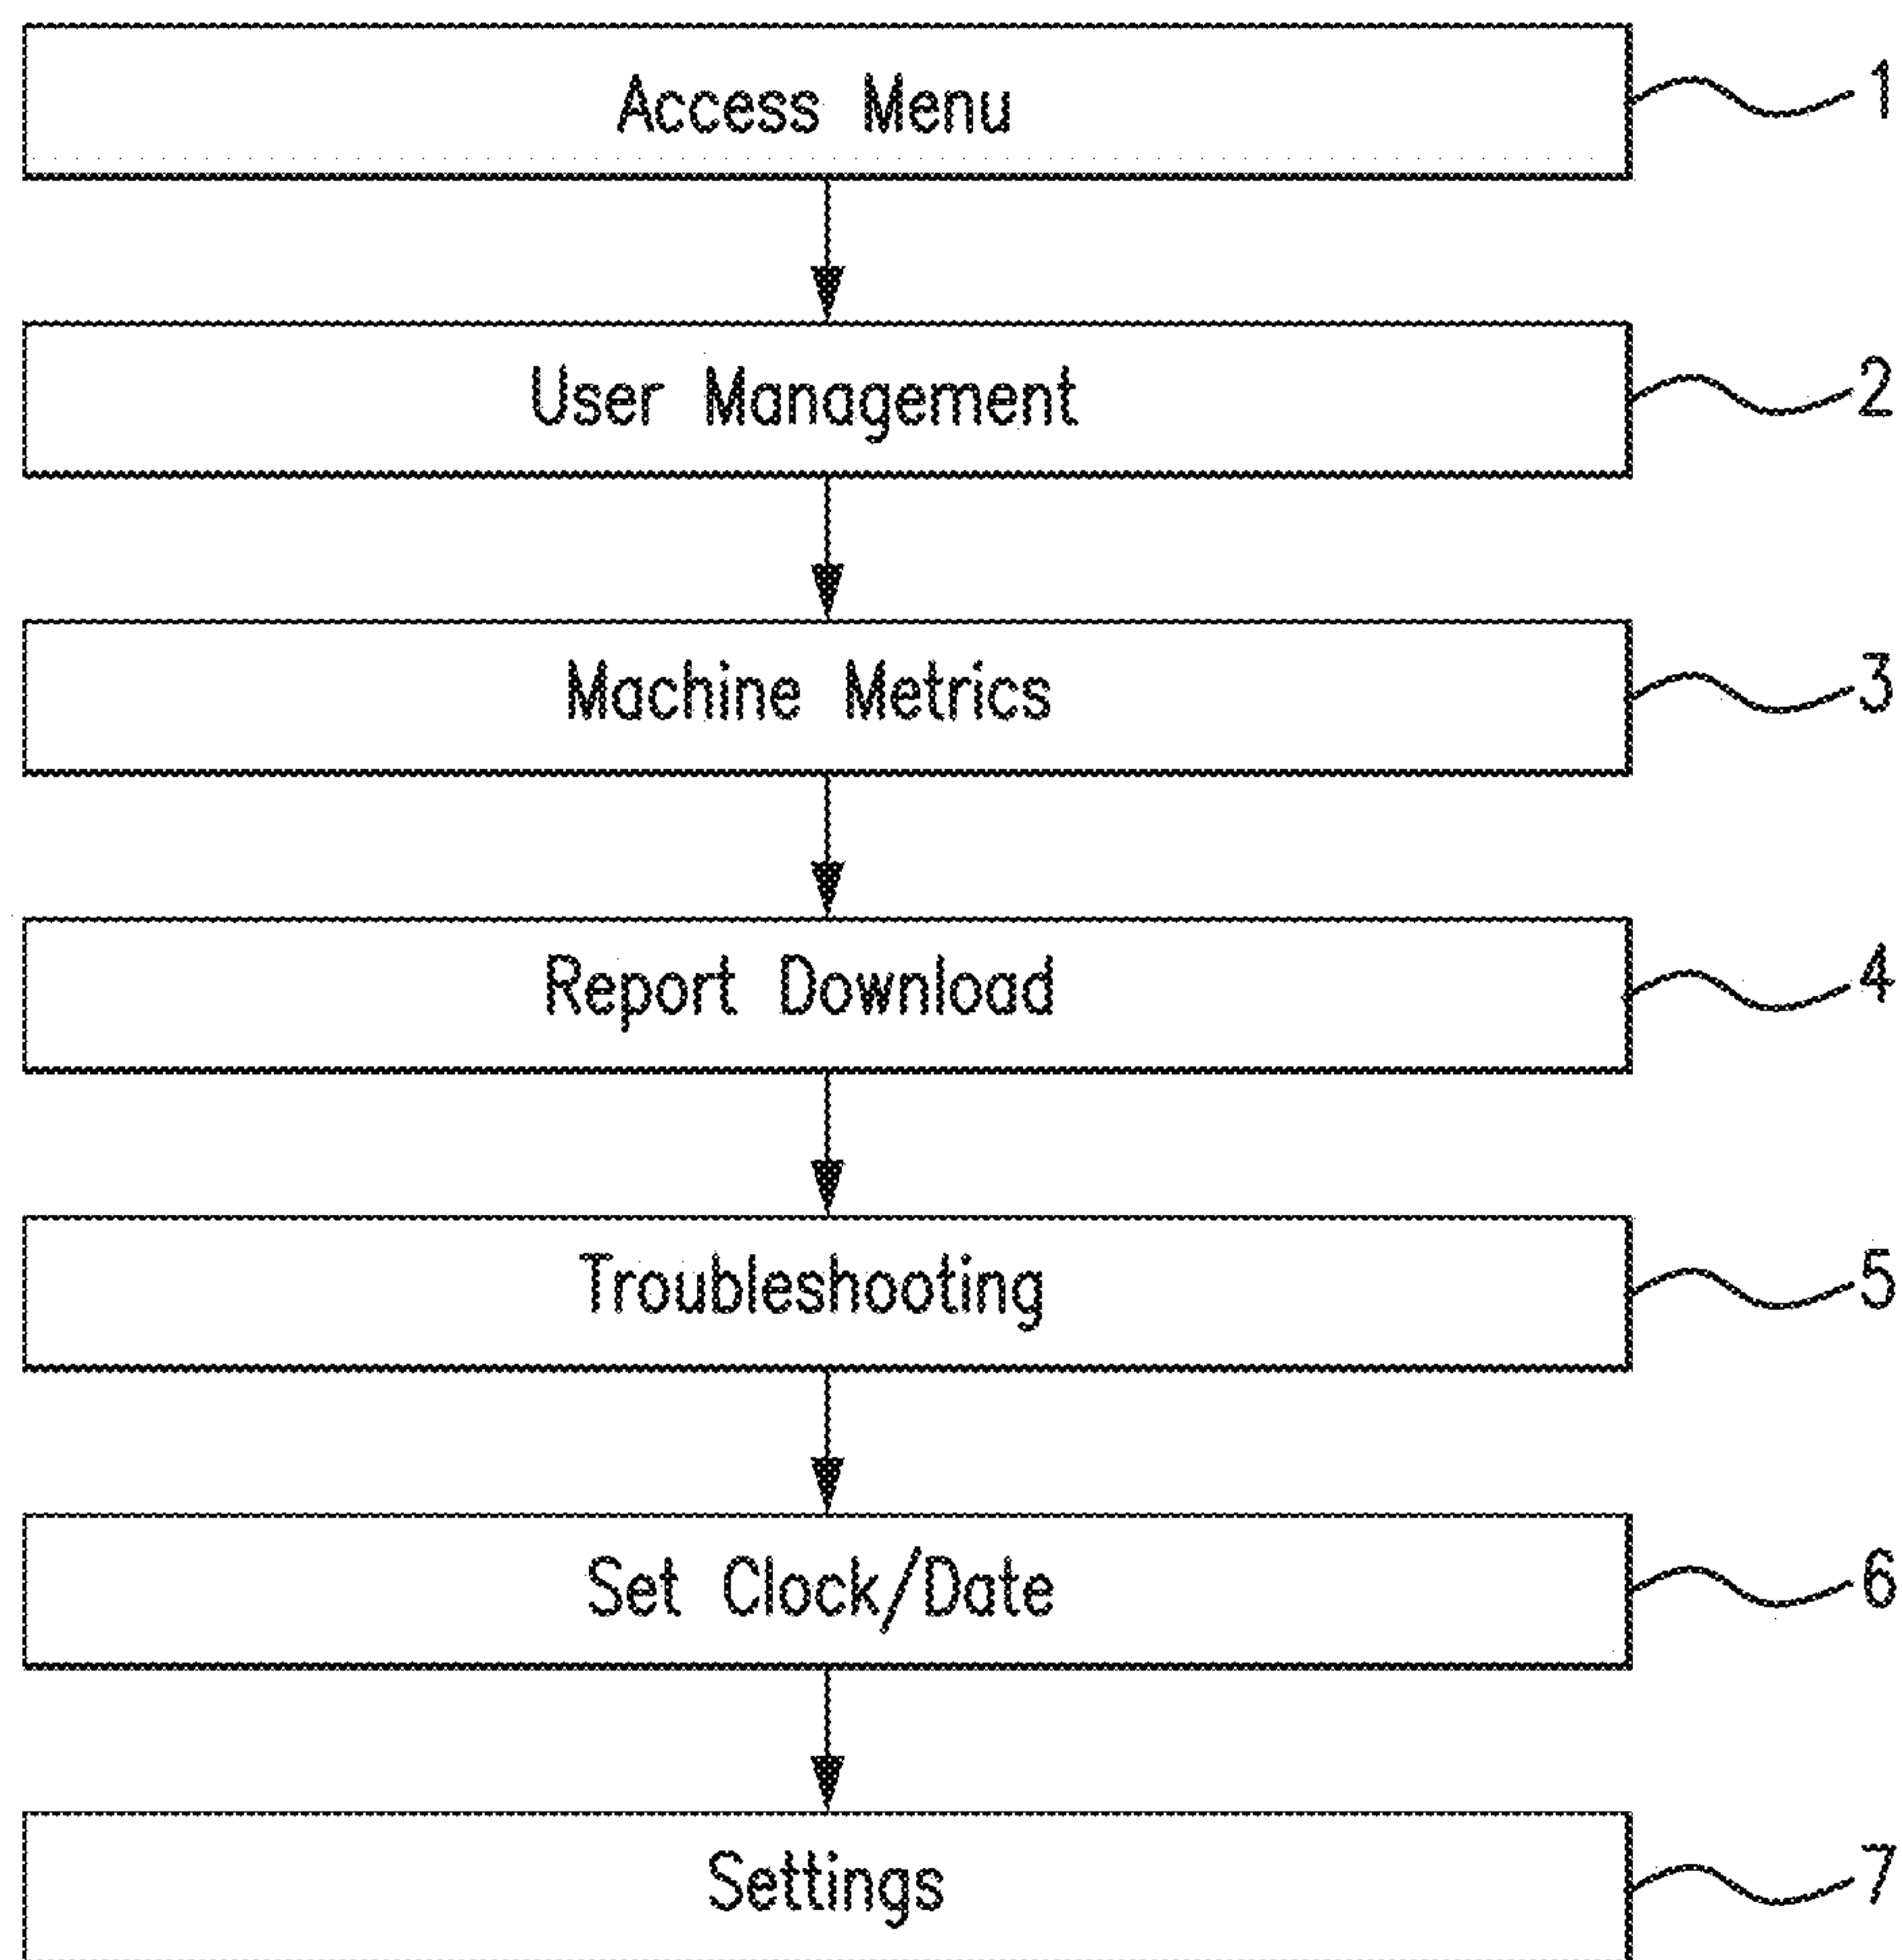 Access Menu 1
User Management 2
Machine Metrics 3
Report Download 4
Troubleshooting 5
Set Clock/Date 6
Settings 7